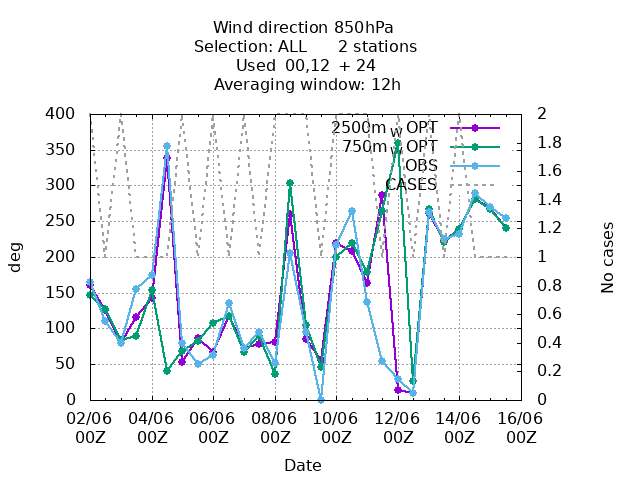 Wind direction 850hPa
Selection: ALL 2 stations
Used 00,12 + 24
Averaging window: 12h
2500m_W OPT
750m_W OPT
OBS
CASES
400
350
300
250
200
150
100
50
0
deg
2
1.8
1.6
1.4
1.2
1
0.8
0.6
0.4
0.2
0
No cases
02/06 04/06 06/06 08/06 10/06 12/06 14/06 16/06
00Z 00Z 00Z 00Z 00Z 00Z 00Z 00Z
Date